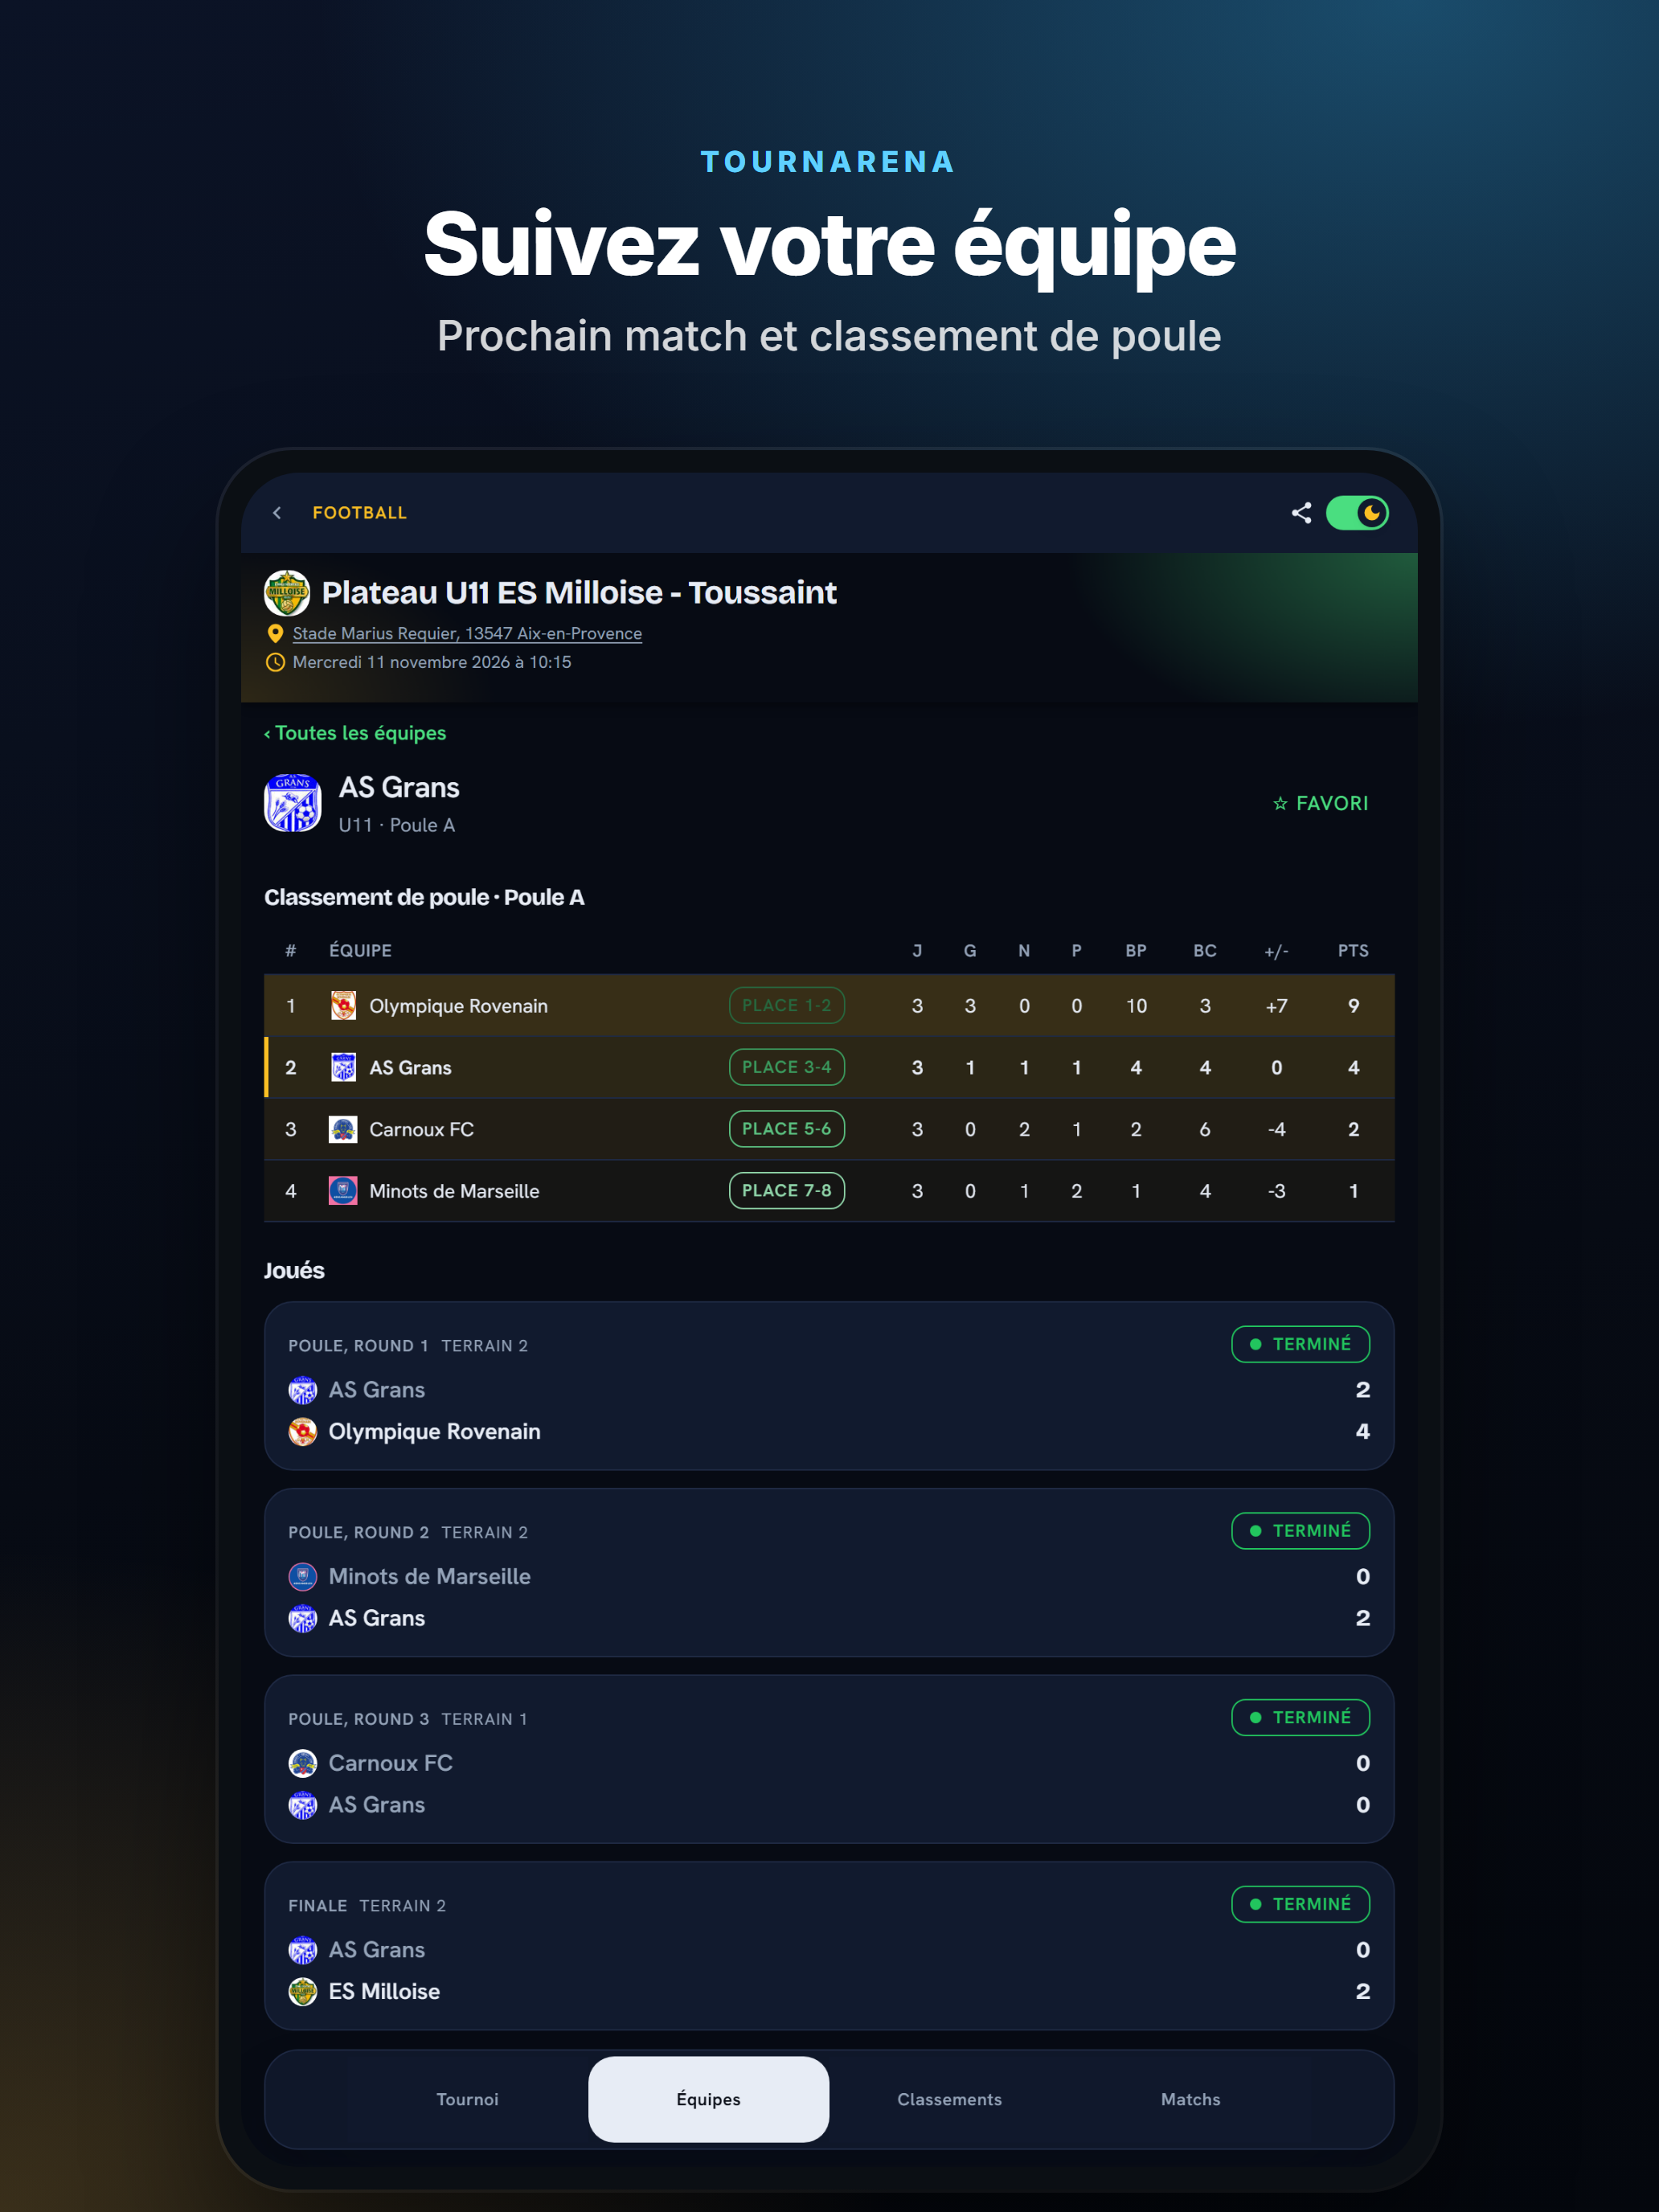 TOURNARENA
Suivez votre équipe
Prochain match et classement de poule
FOOTBALL
MILLOISE
Plateau U11 ES Milloise - Toussaint
Stade Marius Requier, 13547 Aix-en-Provence
Mercredi 11 novembre 2026 à 10:15
‹ Toutes les équipes
GRANS
AS Grans
U11 · Poule A
☆ FAVORI
Classement de poule · Poule A
# ÉQUIPE J G N P BP BC +/- PTS
1 Olympique Rovenain PLACE 1-2 3 3 0 0 10 3 +7 9
2 AS Grans PLACE 3-4 3 1 1 1 4 4 0 4
3 Carnoux FC PLACE 5-6 3 0 2 1 2 6 -4 2
4 Minots de Marseille PLACE 7-8 3 0 1 2 1 4 -3 1
Joués
POULE, ROUND 1 TERRAIN 2 TERMINÉ
AS Grans 2
Olympique Rovenain 4
POULE, ROUND 2 TERRAIN 2 TERMINÉ
Minots de Marseille 0
AS Grans 2
POULE, ROUND 3 TERRAIN 1 TERMINÉ
Carnoux FC 0
AS Grans 0
FINALE TERRAIN 2 TERMINÉ
AS Grans 0
ES Milloise 2
Tournoi Équipes Classements Matchs